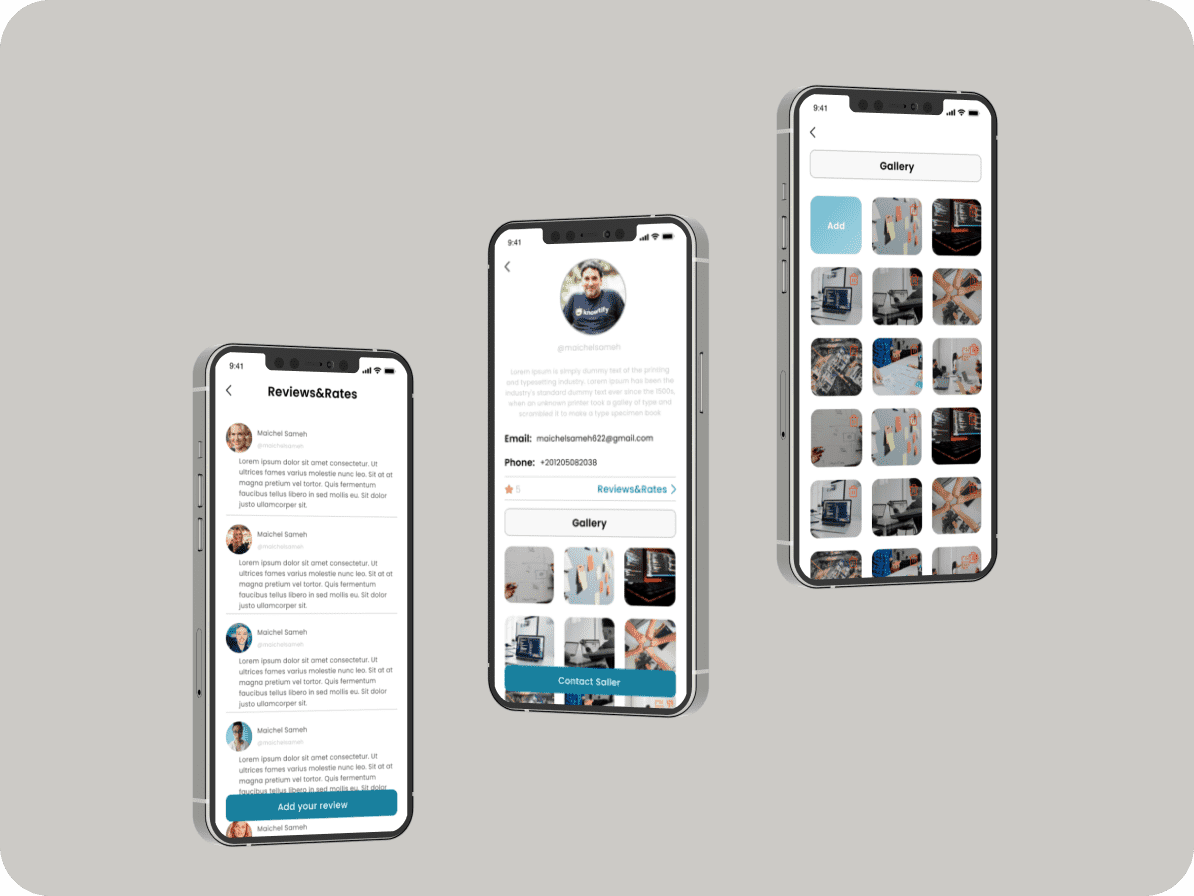 9:41
Reviews&Rates
Maichel Sameh
@maichelsameh
Lorem ipsum dolor sit amet consectetur. Ut
ultrices fames varius molestie nunc leo. Sit at at
magna pretium vel tortor. Quis fermentum
faucibus tellus libero in sed mollis eu. Sit dolor
justo ullamcorper sit.
Maichel Sameh
@maichelsameh
Lorem ipsum dolor sit amet consectetur. Ut
ultrices fames varius molestie nunc leo. Sit at at
magna pretium vel tortor. Quis fermentum
faucibus tellus libero in sed mollis eu. Sit dolor
justo ullamcorper sit.
Maichel Sameh
@maichelsameh
Lorem ipsum dolor sit amet consectetur. Ut
ultrices fames varius molestie nunc leo. Sit at at
magna pretium vel tortor. Quis fermentum
faucibus tellus libero in sed mollis eu. Sit dolor
justo ullamcorper sit.
Maichel Sameh
@maichelsameh
Lorem ipsum dolor sit amet consectetur. Ut
ultrices fames varius molestie nunc leo. Sit at at
magna pretium vel tortor. Quis fermentum
faucibus tellus libero in sed mollis eu. Sit dolor
Add your review
Maichel Sameh
9:41
knowtify
@maichelsameh
Lorem Ipsum is simply dummy text of the printing
and typesetting industry. Lorem Ipsum has been the
industry's standard dummy text ever since the 1500s,
when an unknown printer took a galley of type and
scrambled it to make a type specimen book
Email: maichelsameh622@gmail.com
Phone: +201205082038
5
Reviews&Rates
Gallery
Contact Saller
9:41
Gallery
Add